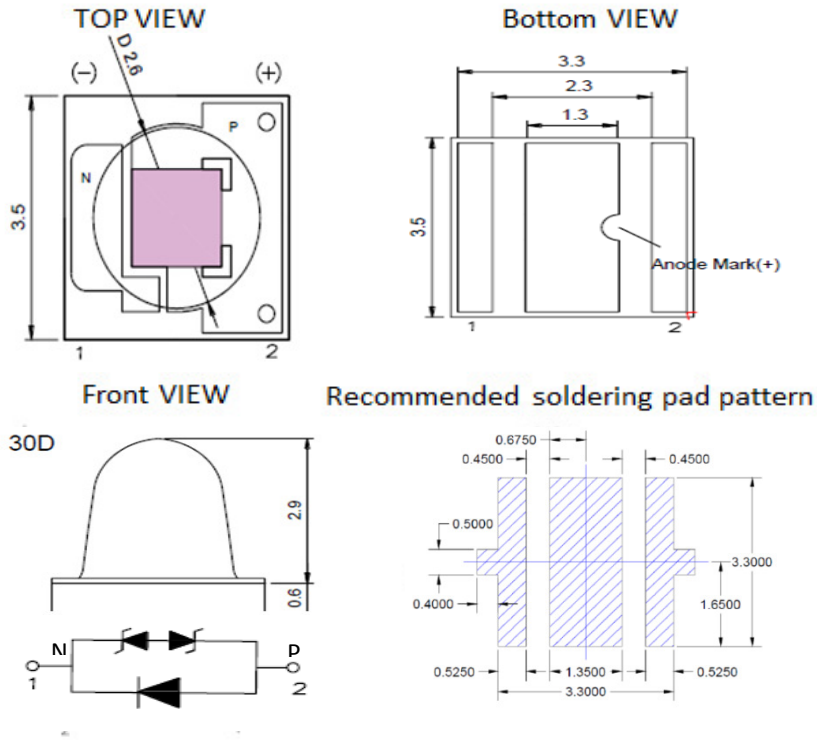 TOP VIEW
D 2.6
(-)
(+)
P
N
3.5
1
2
Bottom VIEW
3.3
2.3
1.3
3.5
Anode Mark(+)
1
2
Front VIEW
30D
2.9
0.6
N
P
1
2
Recommended soldering pad pattern
0.6750
0.4500
0.4500
0.5000
3.3000
0.4000
1.6500
0.5250
1.3500
0.5250
3.3000